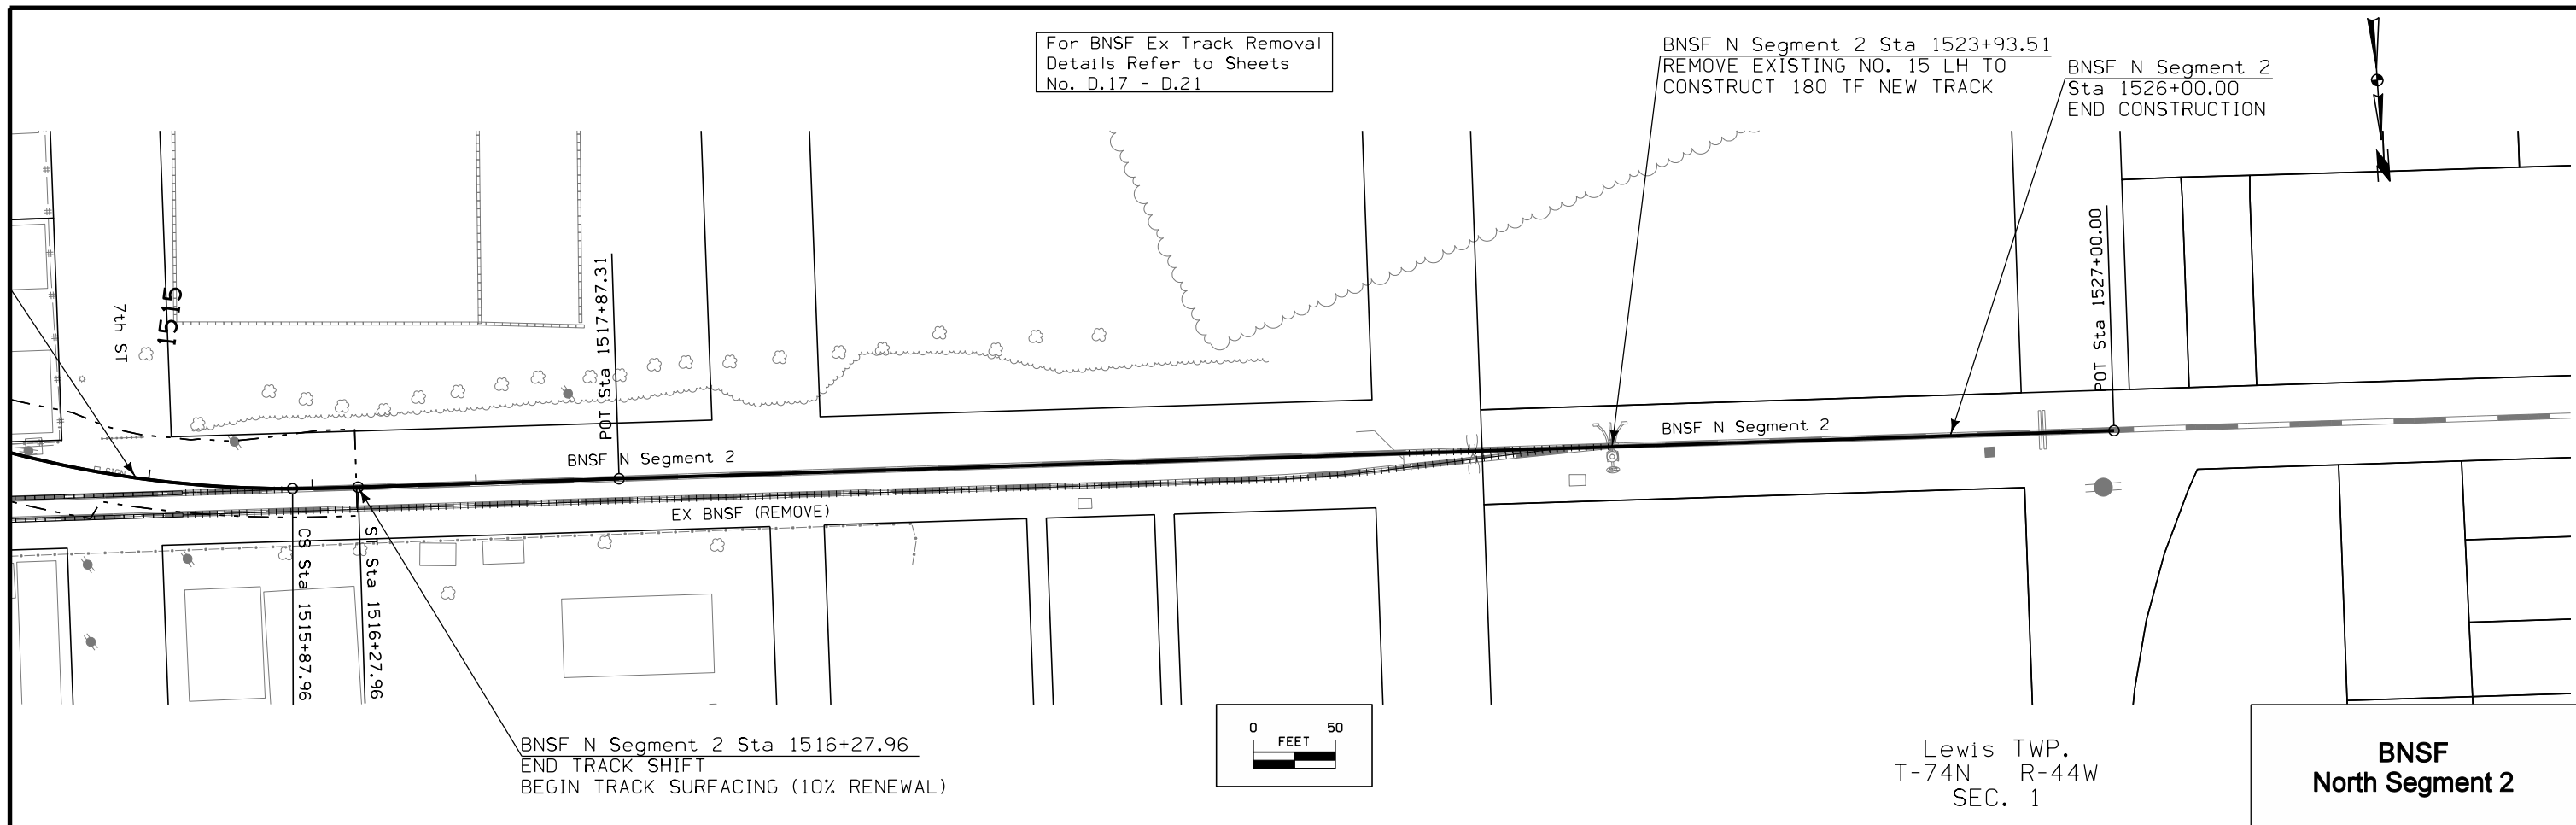 For BNSF Ex Track Removal
Details Refer to Sheets
No. D.17 - D.21
BNSF N Segment 2 Sta 1523+93.51
REMOVE EXISTING NO. 15 LH TO
CONSTRUCT 180 TF NEW TRACK
BNSF N Segment 2
Sta 1526+00.00
END CONSTRUCTION
7th ST
1515
POT Sta 1517+87.31
POT Sta 1527+00.00
BNSF N Segment 2
BNSF N Segment 2
SIGN
EX BNSF (REMOVE)
CS Sta 1515+87.96
ST Sta 1516+27.96
BNSF N Segment 2 Sta 1516+27.96
END TRACK SHIFT
BEGIN TRACK SURFACING (10% RENEWAL)
0 50
FEET
Lewis TWP.
T-74N R-44W
SEC. 1
BNSF
North Segment 2